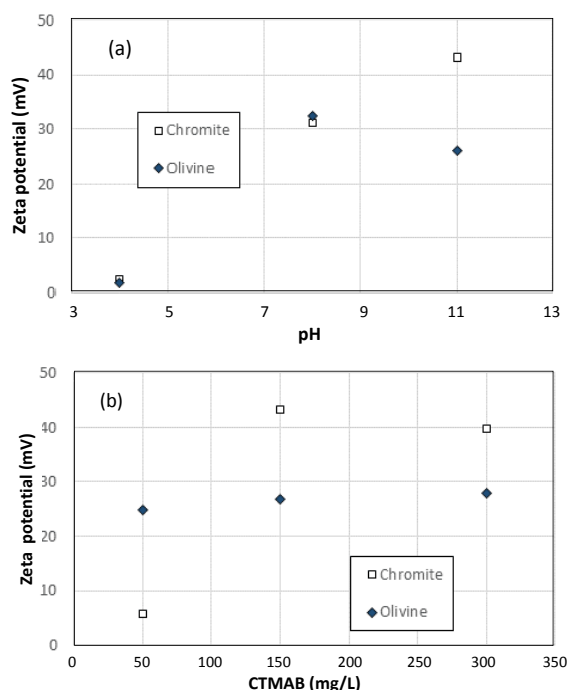 (a)
Zeta potential (mV)
50
40
30
20
10
0
Chromite
Olivine
3 5 7 9 11 13
pH
(b)
Zeta potential (mV)
50
40
30
20
10
0
Chromite
Olivine
0 50 100 150 200 250 300 350
CTMAB (mg/L)